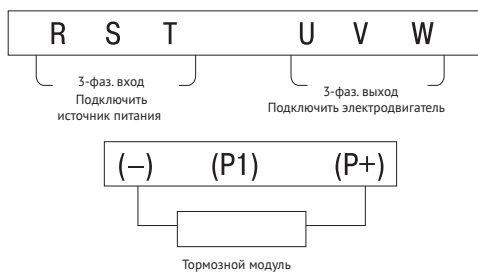 R S T U V W
3-фаз. вход
Подключить
источник питания
3-фаз. выход
Подключить электродвигатель
(−) (P1) (P+)
Тормозной модуль